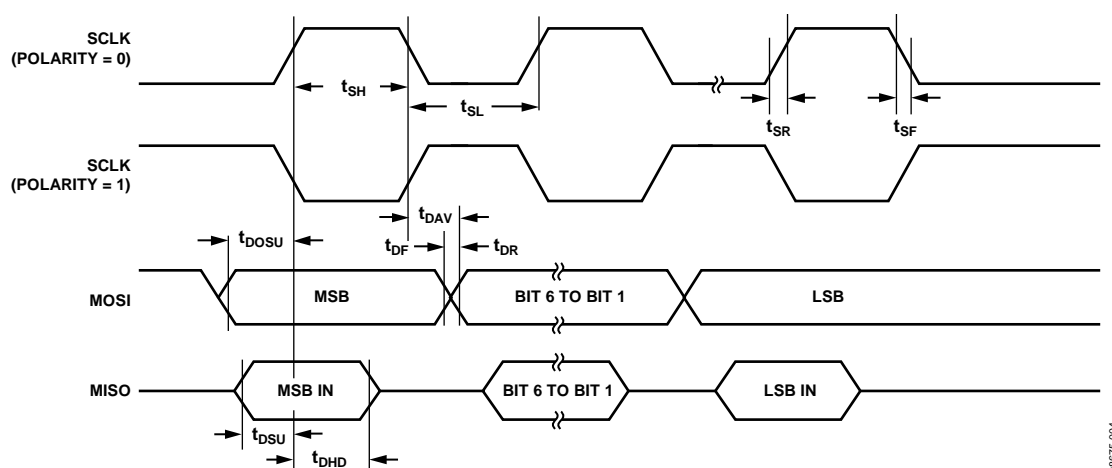 SCLK
(POLARITY = 0)
tSH
tSL
tSR
tSF
SCLK
(POLARITY = 1)
tDAV
tDOSU
tDF
tDR
MOSI
MSB
BIT 6 TO BIT 1
LSB
MISO
MSB IN
BIT 6 TO BIT 1
LSB IN
tDSU
tDHD